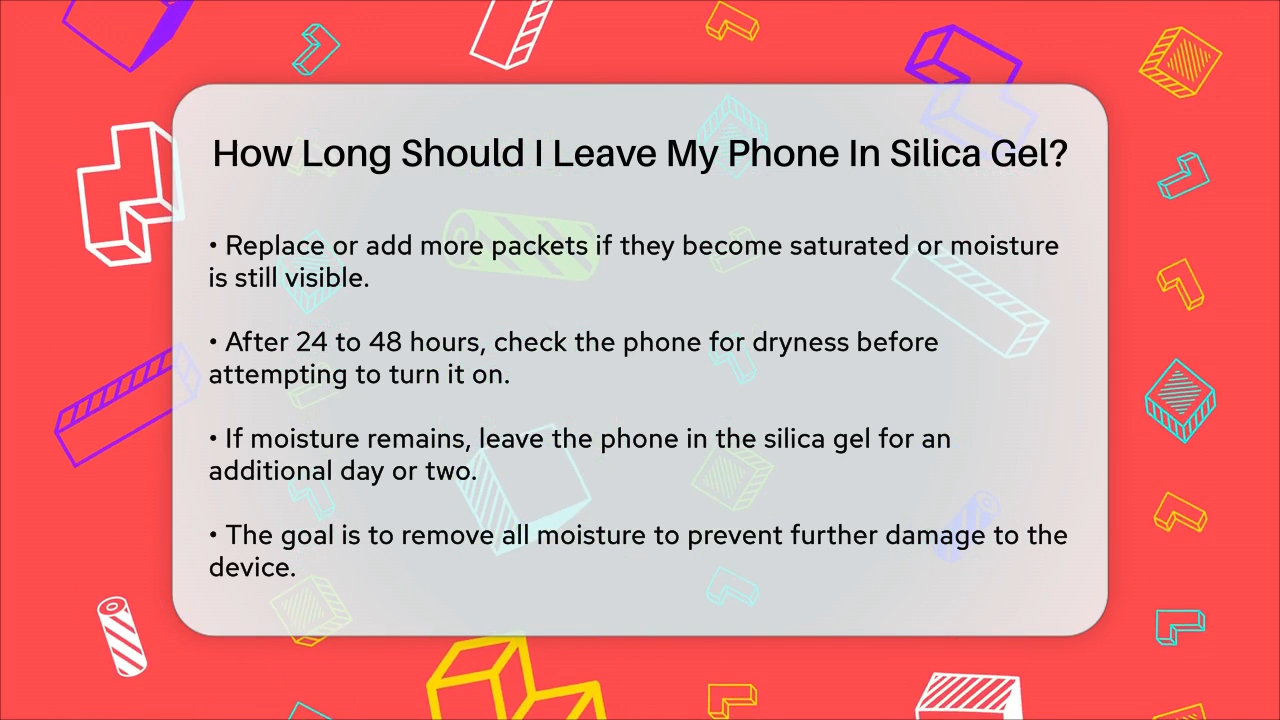 How Long Should I Leave My Phone In Silica Gel?
• Replace or add more packets if they become saturated or moisture
is still visible.
• After 24 to 48 hours, check the phone for dryness before
attempting to turn it on.
• If moisture remains, leave the phone in the silica gel for an
additional day or two.
• The goal is to remove all moisture to prevent further damage to the
device.